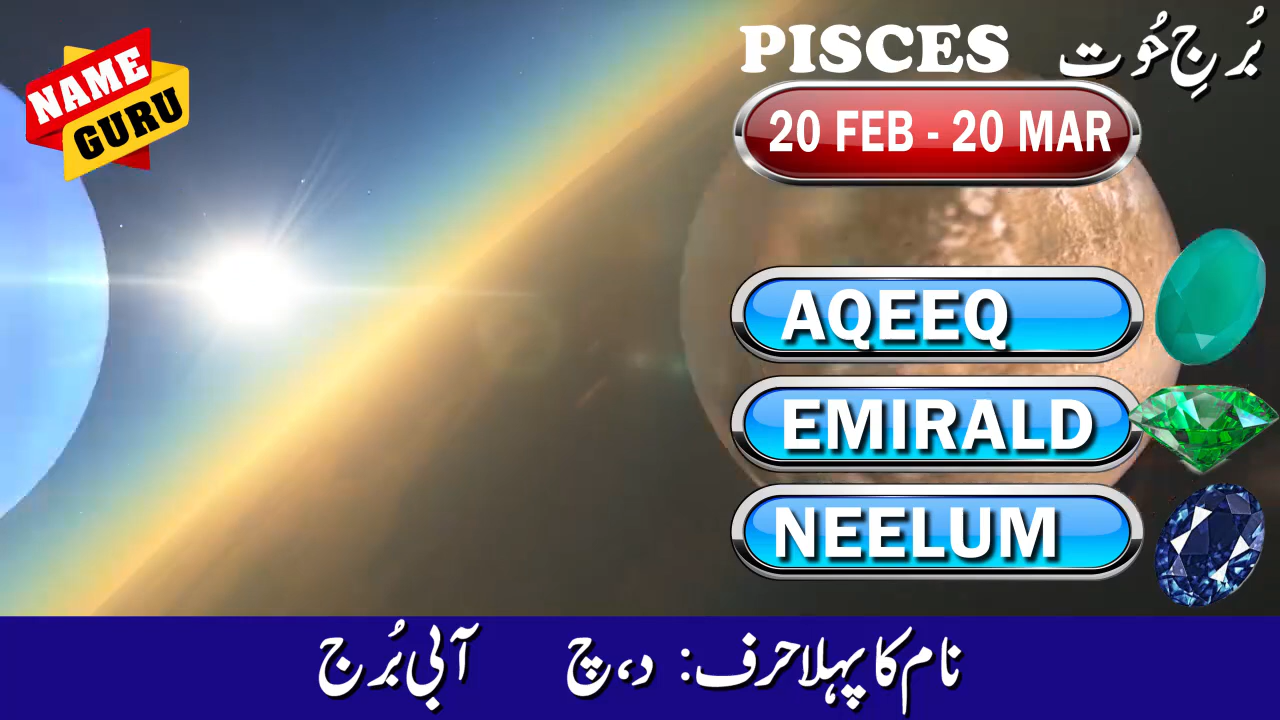 NAME
GURU
PISCES بُرجِ حُوت
20 FEB - 20 MAR
AQEEQ
EMIRALD
NEELUM
نام کا پہلا حرف: د، چ آبی بُرج